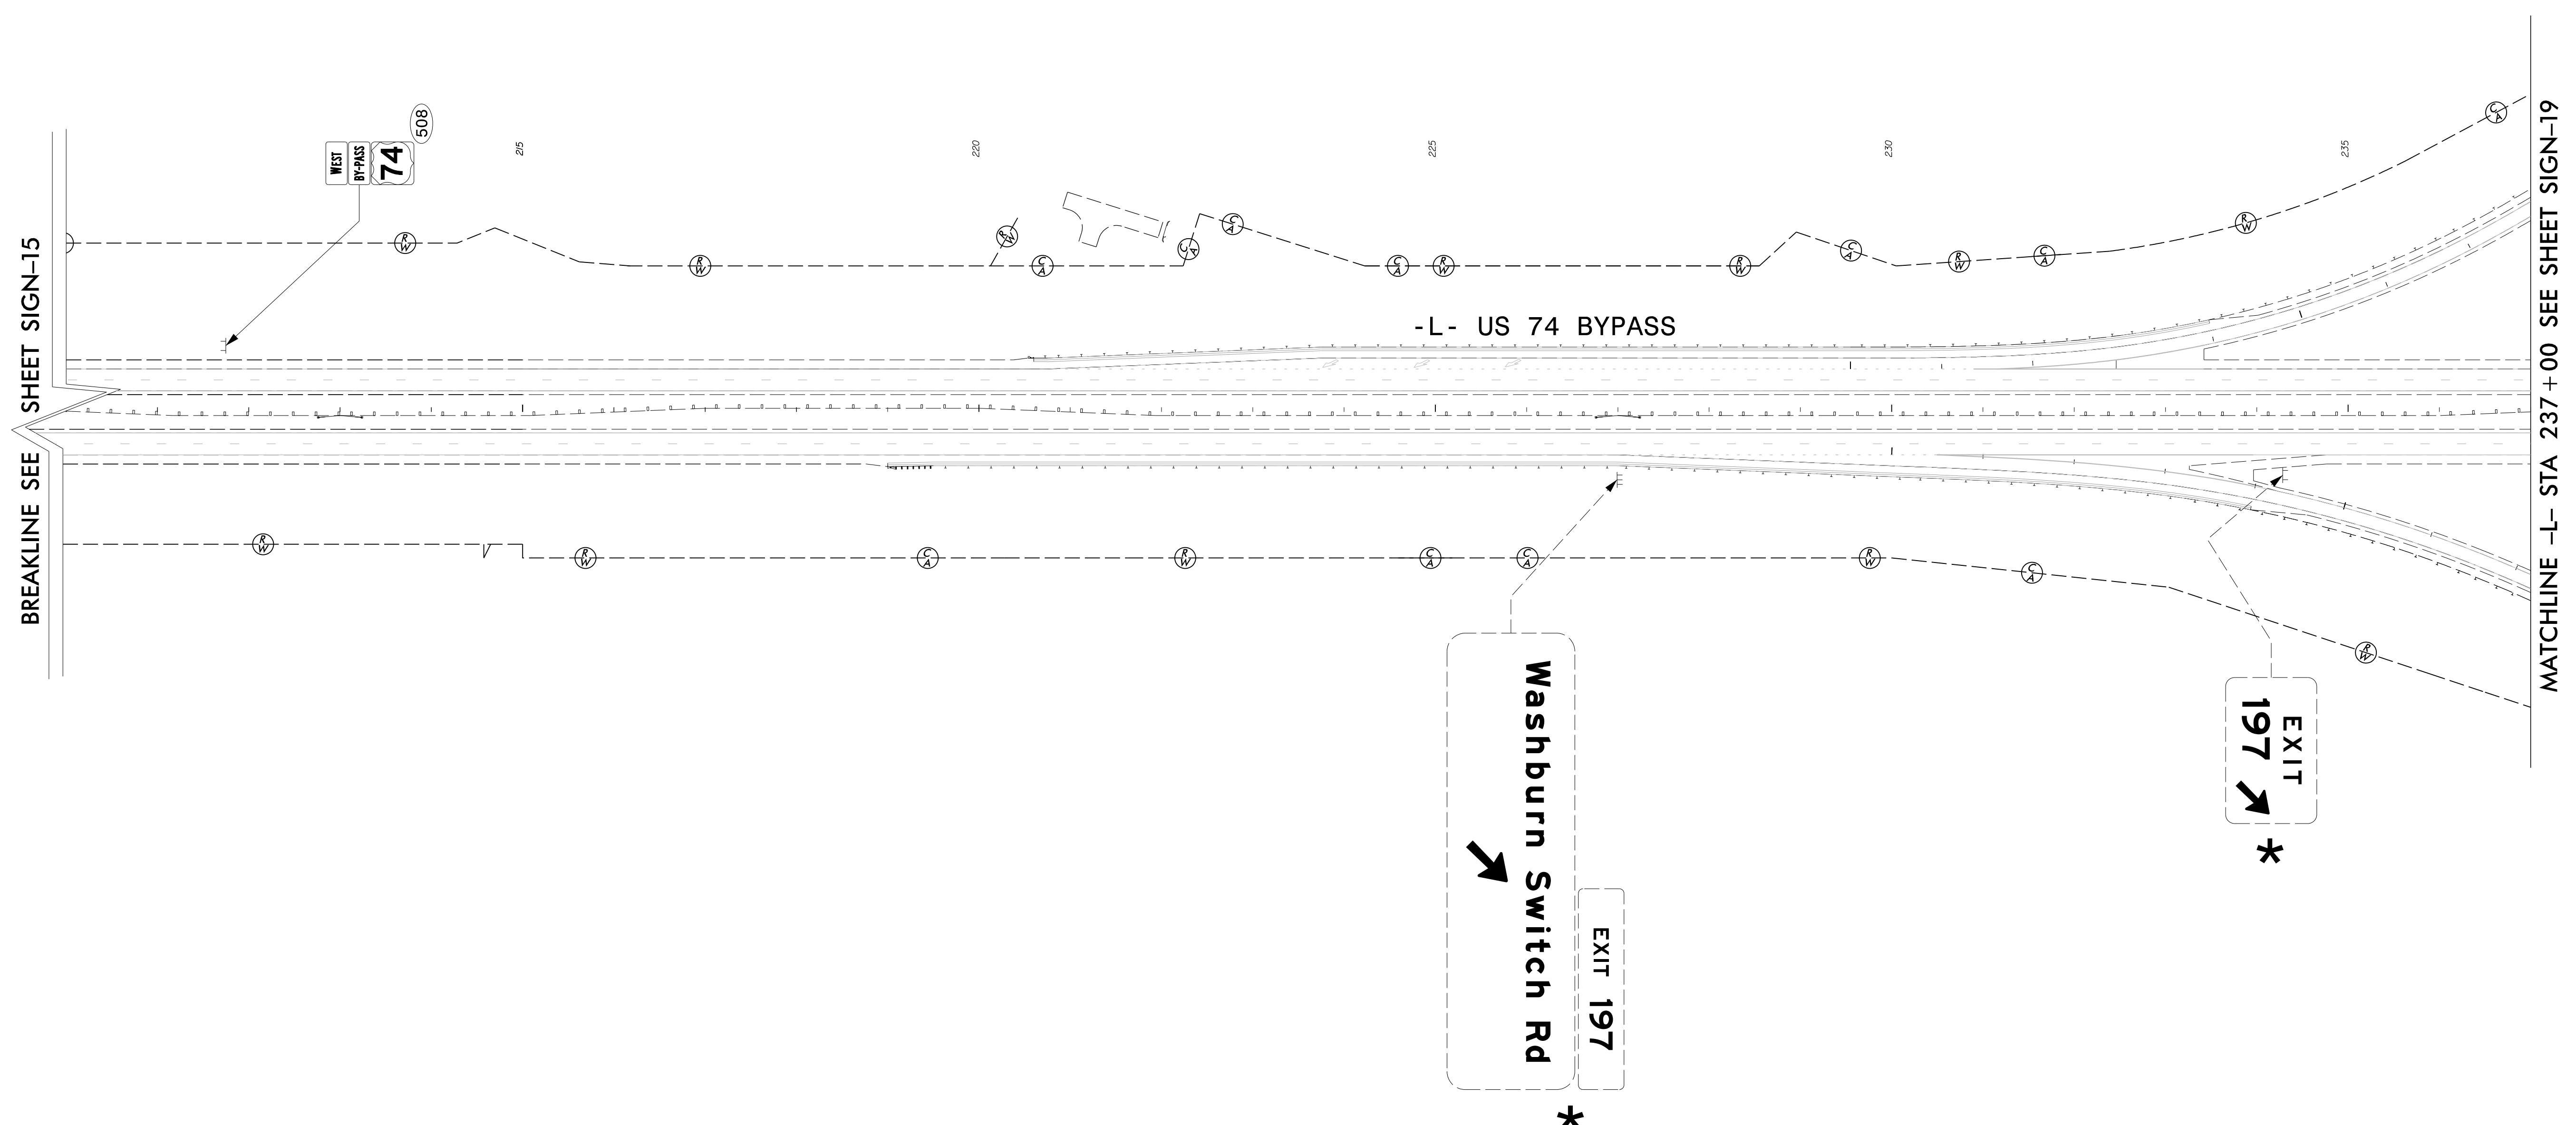 BREAKLINE SEE SHEET SIGN–15
WEST
BY-PASS
74
508
215
220
225
230
235
R/W
R/W
R/W
C/A
C/A
C/A
C/A
R/W
R/W
C/A
R/W
C/A
R/W
C/A
-L- US 74 BYPASS
R/W
R/W
C/A
R/W
C/A
C/A
R/W
C/A
R/W
EXIT 197
Washburn Switch Rd
*
EXIT
197
*
MATCHLINE –L– STA 237+00 SEE SHEET SIGN–19